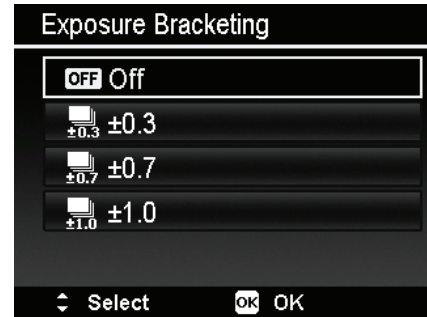 Exposure Bracketing
OFF Off
±0.3 ±0.3
±0.7 ±0.7
±1.0 ±1.0
Select OK OK